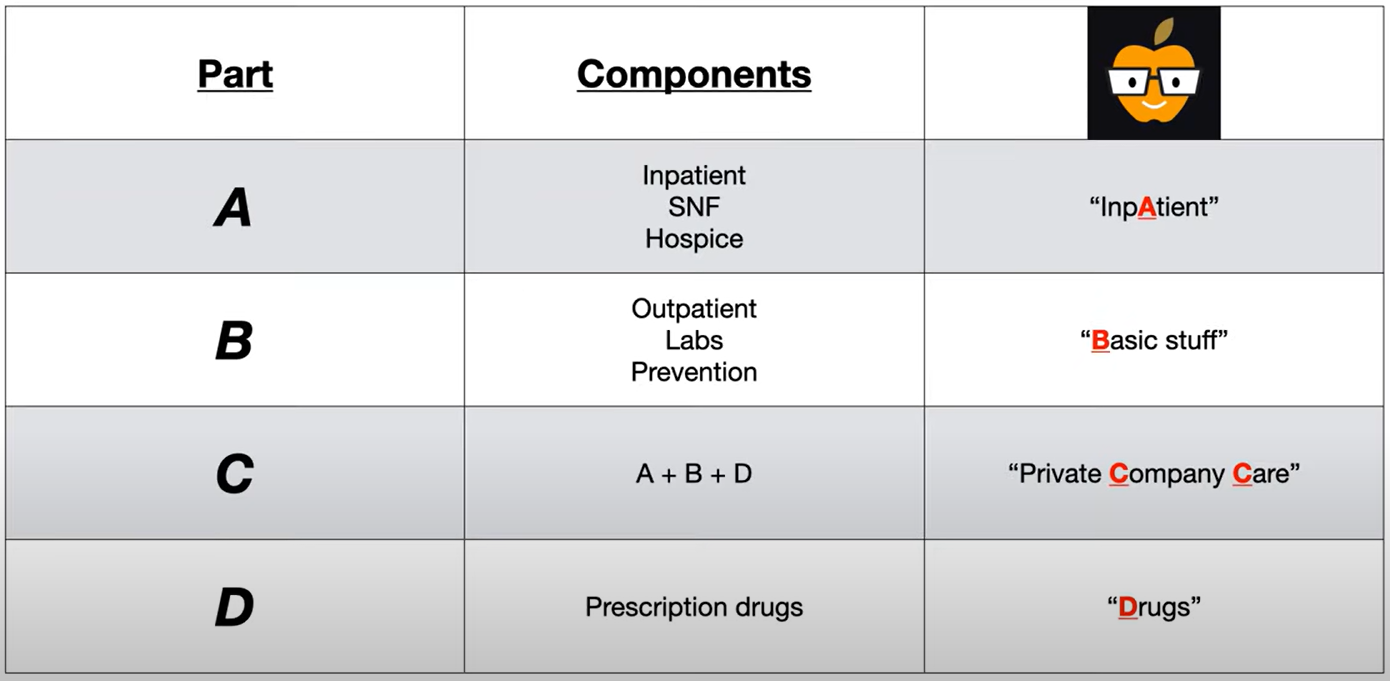 Part
Components
A
Inpatient
SNF
Hospice
“InpAtient”
B
Outpatient
Labs
Prevention
“Basic stuff”
C
A + B + D
“Private Company Care”
D
Prescription drugs
“Drugs”